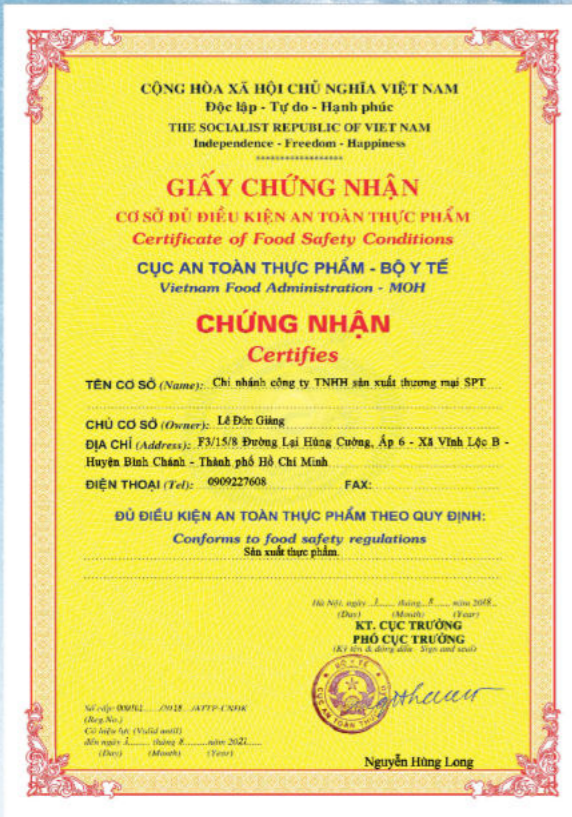 CỘNG HÒA XÃ HỘI CHỦ NGHĨA VIỆT NAM
Độc lập - Tự do - Hạnh phúc
THE SOCIALIST REPUBLIC OF VIET NAM
Independence - Freedom - Happiness
*****************
GIẤY CHỨNG NHẬN
CƠ SỞ ĐỦ ĐIỀU KIỆN AN TOÀN THỰC PHẨM
Certificate of Food Safety Conditions
CỤC AN TOÀN THỰC PHẨM - BỘ Y TẾ
Vietnam Food Administration - MOH
CHỨNG NHẬN
Certifies
TÊN CƠ SỞ (Name): Chi nhánh công ty TNHH sản xuất thương mại SPT
CHỦ CƠ SỞ (Owner): Lê Đức Giảng
ĐỊA CHỈ (Address): F3/15/8 Đường Lại Hùng Cường, Ấp 6 - Xã Vĩnh Lộc B -
Huyện Bình Chánh - Thành phố Hồ Chí Minh
ĐIỆN THOẠI (Tel): 0909227608 FAX:
ĐỦ ĐIỀU KIỆN AN TOÀN THỰC PHẨM THEO QUY ĐỊNH:
Conforms to food safety regulations
Sản xuất thực phẩm.
Hà Nội, ngày 1 tháng 8 năm 2018
(Day) (Month) (Year)
KT. CỤC TRƯỞNG
PHÓ CỤC TRƯỞNG
(Ký tên & đóng dấu Sign and seal)
BỘ Y TẾ
CỤC AN TOÀN THỰC PHẨM
Số cấp: /2018 /ATTP-CNĐK
(Reg.No.)
Có hiệu lực (Valid until)
đến ngày 1 tháng 8 năm 2021
(Day) (Month) (Year)
Nguyễn Hùng Long